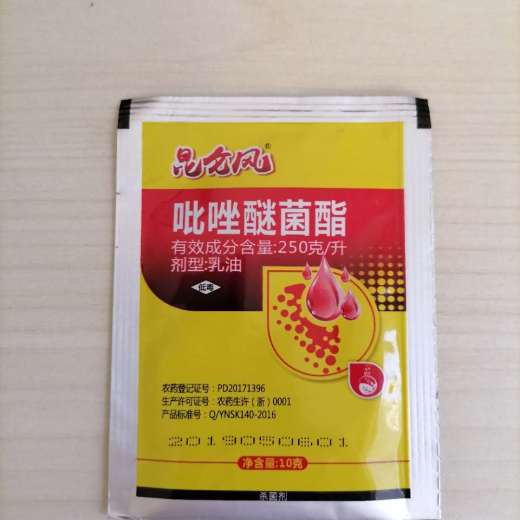 昆戈风®
吡唑醚菌酯
有效成分含量:250克/升
剂型:乳油
低毒
农药登记证号：PD20171396
生产许可证号：农药生许（浙）0001
产品标准号：Q/YNSK140-2016
2019050601
净含量:10克
杀菌剂